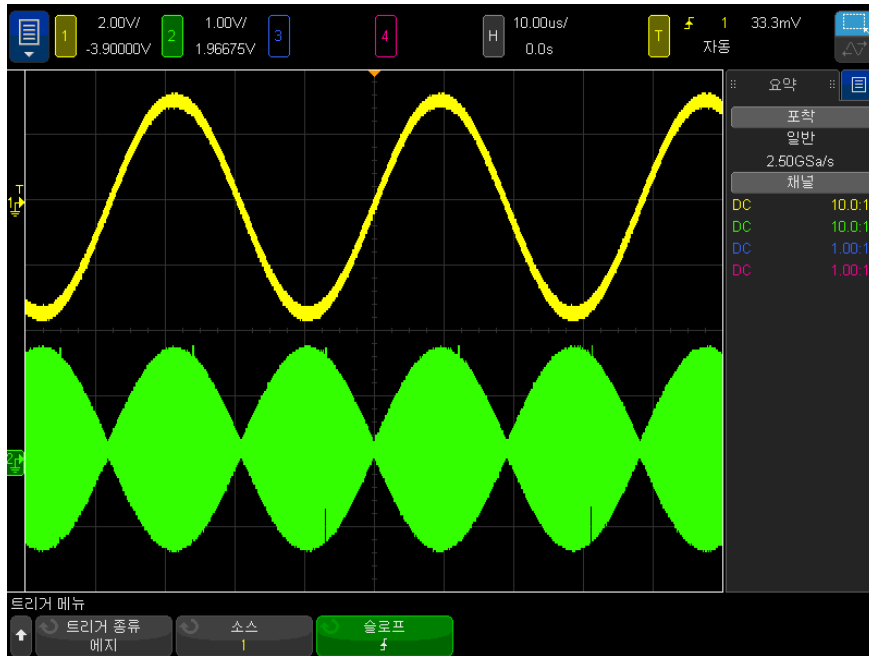 1 2.00V/ 2 1.00V/ 3 4 H 10.00us/ T 1 33.3mV
-3.90000V 1.96675V 0.0s 자동
요약
포착
일반
2.50GSa/s
채널
DC 10.0:1
DC 10.0:1
DC 1.00:1
DC 1.00:1
T
1
2
트리거 메뉴
트리거 종류 소스 슬로프
에지 1